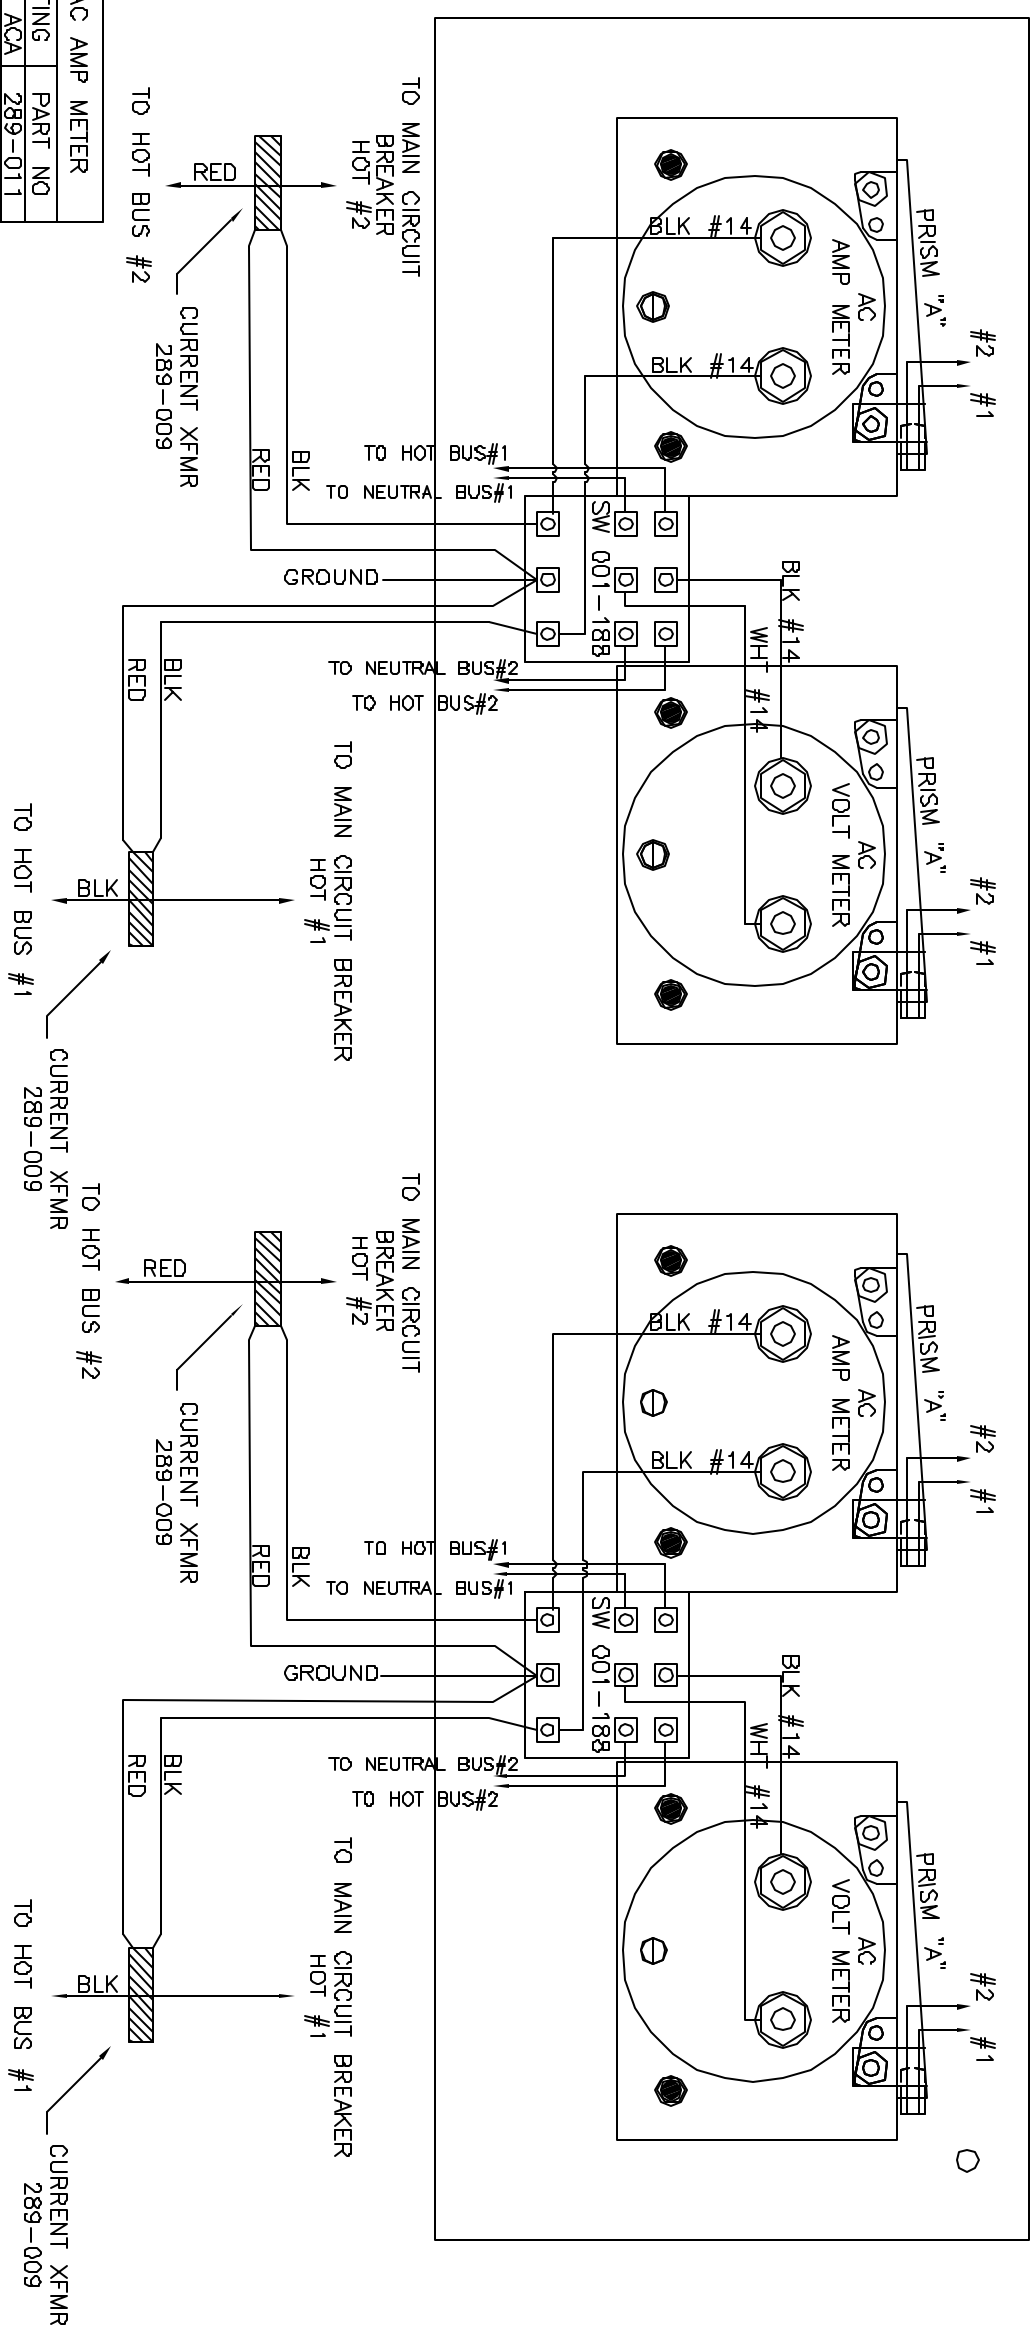 AC AMP METER
TING PART NO
ACA 289-011
PRISM "A"
#2 #1
AC
AMP METER
BLK #14
BLK #14
TO MAIN CIRCUIT
BREAKER
HOT #2
RED
TO HOT BUS #2
CURRENT XFMR
289-009
BLK
RED
TO HOT BUS#1
TO NEUTRAL BUS#1
SW 001-188
GROUND
TO NEUTRAL BUS#2
TO HOT BUS#2
BLK #14
WHT #14
PRISM "A"
#2 #1
AC
VOLT METER
BLK
RED
TO MAIN CIRCUIT BREAKER
HOT #1
BLK
TO HOT BUS #1
CURRENT XFMR
289-009
PRISM "A"
#2 #1
AC
AMP METER
BLK #14
BLK #14
TO MAIN CIRCUIT
BREAKER
HOT #2
RED
TO HOT BUS #2
CURRENT XFMR
289-009
BLK
RED
TO HOT BUS#1
TO NEUTRAL BUS#1
SW 001-188
GROUND
TO NEUTRAL BUS#2
TO HOT BUS#2
BLK #14
WHT #14
PRISM "A"
#2 #1
AC
VOLT METER
BLK
RED
TO MAIN CIRCUIT BREAKER
HOT #1
BLK
TO HOT BUS #1
CURRENT XFMR
289-009